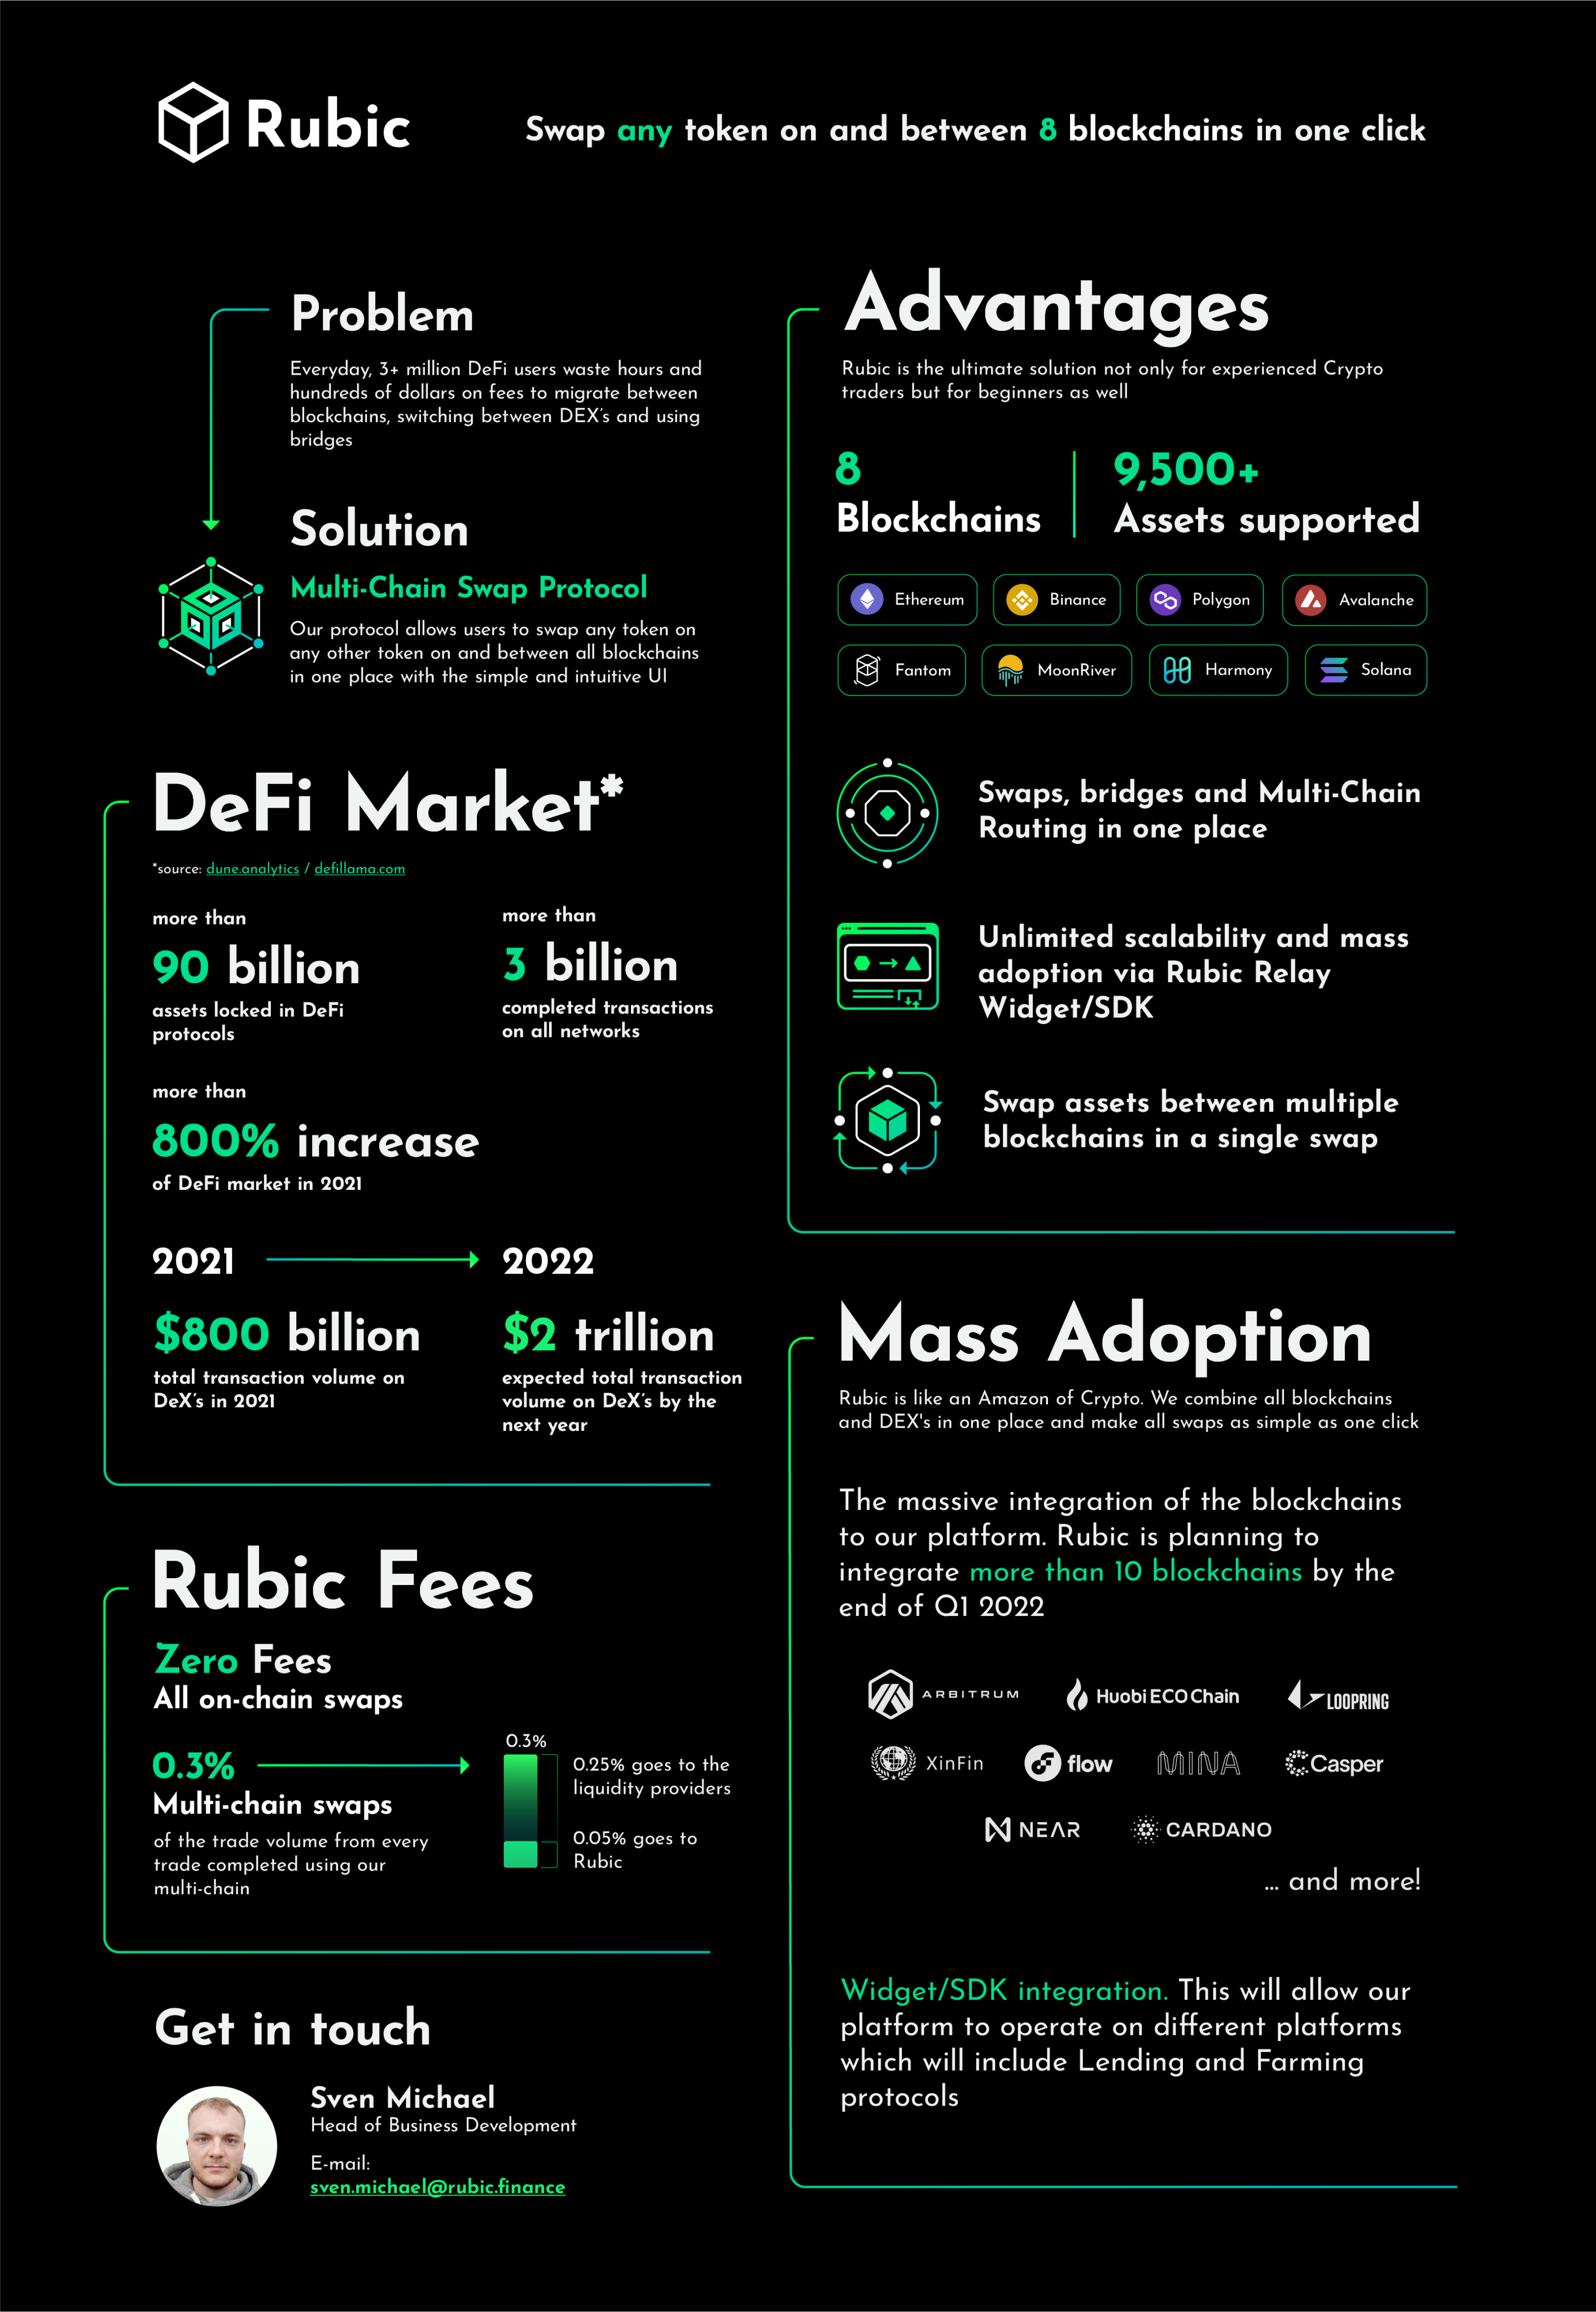 Rubic
Swap any token on and between 8 blockchains in one click
Problem
Everyday, 3+ million DeFi users waste hours and
hundreds of dollars on fees to migrate between
blockchains, switching between DEX's and using
bridges
Solution
Multi-Chain Swap Protocol
Our protocol allows users to swap any token on
any other token on and between all blockchains
in one place with the simple and intuitive UI
DeFi Market*
*source: dune.analytics / defillama.com
more than
90 billion
assets locked in DeFi
protocols
more than
3 billion
completed transactions
on all networks
more than
800% increase
of DeFi market in 2021
2021
2022
$800 billion
total transaction volume on
DeX's in 2021
$2 trillion
expected total transaction
volume on DeX's by the
next year
Rubic Fees
Zero Fees
All on-chain swaps
0.3%
Multi-chain swaps
of the trade volume from every
trade completed using our
multi-chain
0.3%
0.25% goes to the
liquidity providers
0.05% goes to
Rubic
Get in touch
Sven Michael
Head of Business Development
E-mail:
sven.michael@rubic.finance
Advantages
Rubic is the ultimate solution not only for experienced Crypto
traders but for beginners as well
8
Blockchains
9,500+
Assets supported
Ethereum
Binance
Polygon
Avalanche
Fantom
MoonRiver
Harmony
Solana
Swaps, bridges and Multi-Chain
Routing in one place
Unlimited scalability and mass
adoption via Rubic Relay
Widget/SDK
Swap assets between multiple
blockchains in a single swap
Mass Adoption
Rubic is like an Amazon of Crypto. We combine all blockchains
and DEX's in one place and make all swaps as simple as one click
The massive integration of the blockchains
to our platform. Rubic is planning to
integrate more than 10 blockchains by the
end of Q1 2022
ARBITRUM
Huobi ECO Chain
LOOPRING
XinFin
flow
MINA
Casper
NEAR
CARDANO
... and more!
Widget/SDK integration. This will allow our
platform to operate on different platforms
which will include Lending and Farming
protocols